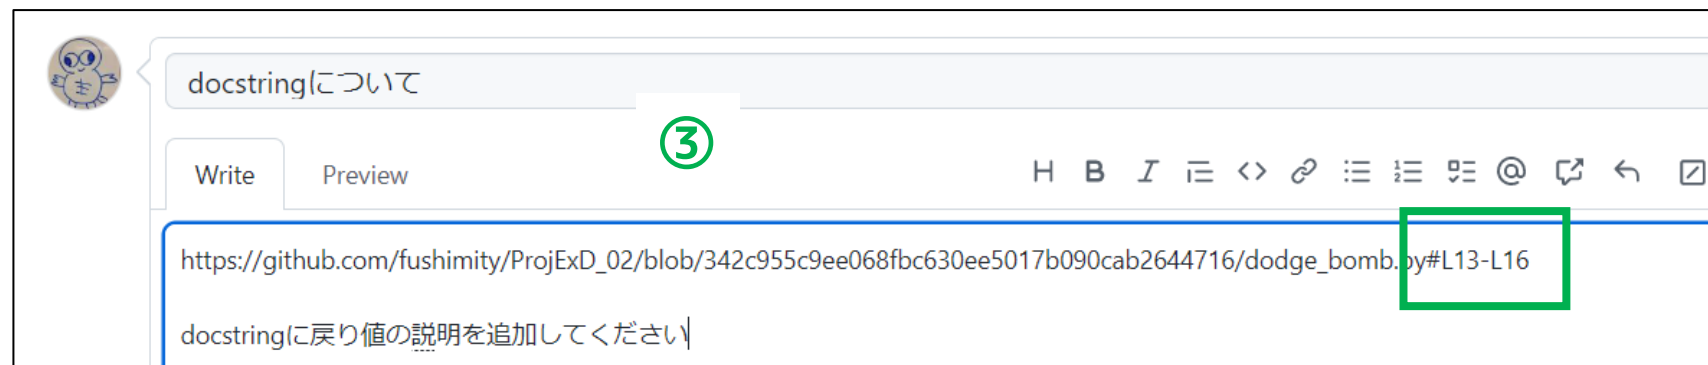 docstringについて
③
Write Preview
https://github.com/fushimity/ProjExD_02/blob/342c955c9ee068fbc630ee5017b090cab2644716/dodge_bomb.py#L13-L16
docstringに戻り値の説明を追加してください